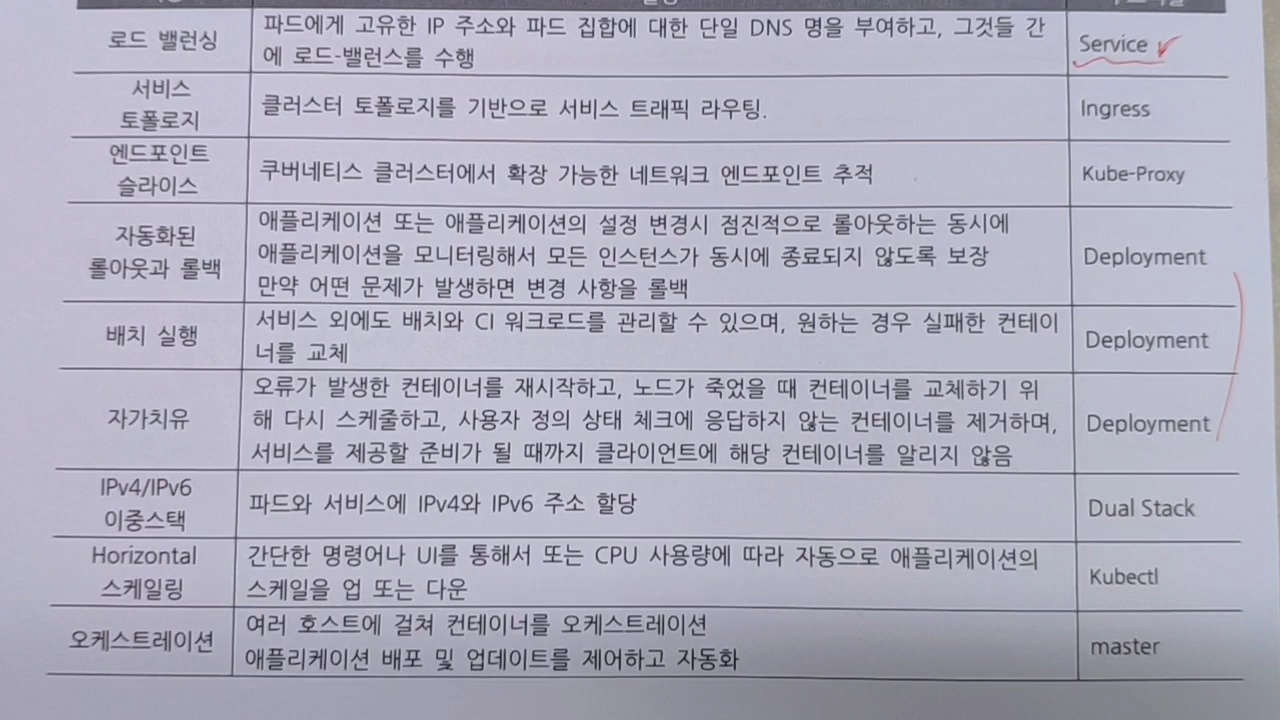 로드 밸런싱
파드에게 고유한 IP 주소와 파드 집합에 대한 단일 DNS 명을 부여하고, 그것들 간
에 로드-밸런스를 수행
Service
서비스
토폴로지
클러스터 토폴로지를 기반으로 서비스 트래픽 라우팅.
Ingress
엔드포인트
슬라이스
쿠버네티스 클러스터에서 확장 가능한 네트워크 엔드포인트 추적
Kube-Proxy
자동화된
롤아웃과 롤백
애플리케이션 또는 애플리케이션의 설정 변경시 점진적으로 롤아웃하는 동시에
애플리케이션을 모니터링해서 모든 인스턴스가 동시에 종료되지 않도록 보장
만약 어떤 문제가 발생하면 변경 사항을 롤백
Deployment
배치 실행
서비스 외에도 배치와 CI 워크로드를 관리할 수 있으며, 원하는 경우 실패한 컨테이
너를 교체
Deployment
자가치유
오류가 발생한 컨테이너를 재시작하고, 노드가 죽었을 때 컨테이너를 교체하기 위
해 다시 스케줄하고, 사용자 정의 상태 체크에 응답하지 않는 컨테이너를 제거하며,
서비스를 제공할 준비가 될 때까지 클라이언트에 해당 컨테이너를 알리지 않음
Deployment
IPv4/IPv6
이중스택
파드와 서비스에 IPv4와 IPv6 주소 할당
Dual Stack
Horizontal
스케일링
간단한 명령어나 UI를 통해서 또는 CPU 사용량에 따라 자동으로 애플리케이션의
스케일을 업 또는 다운
Kubectl
오케스트레이션
여러 호스트에 걸쳐 컨테이너를 오케스트레이션
애플리케이션 배포 및 업데이트를 제어하고 자동화
master